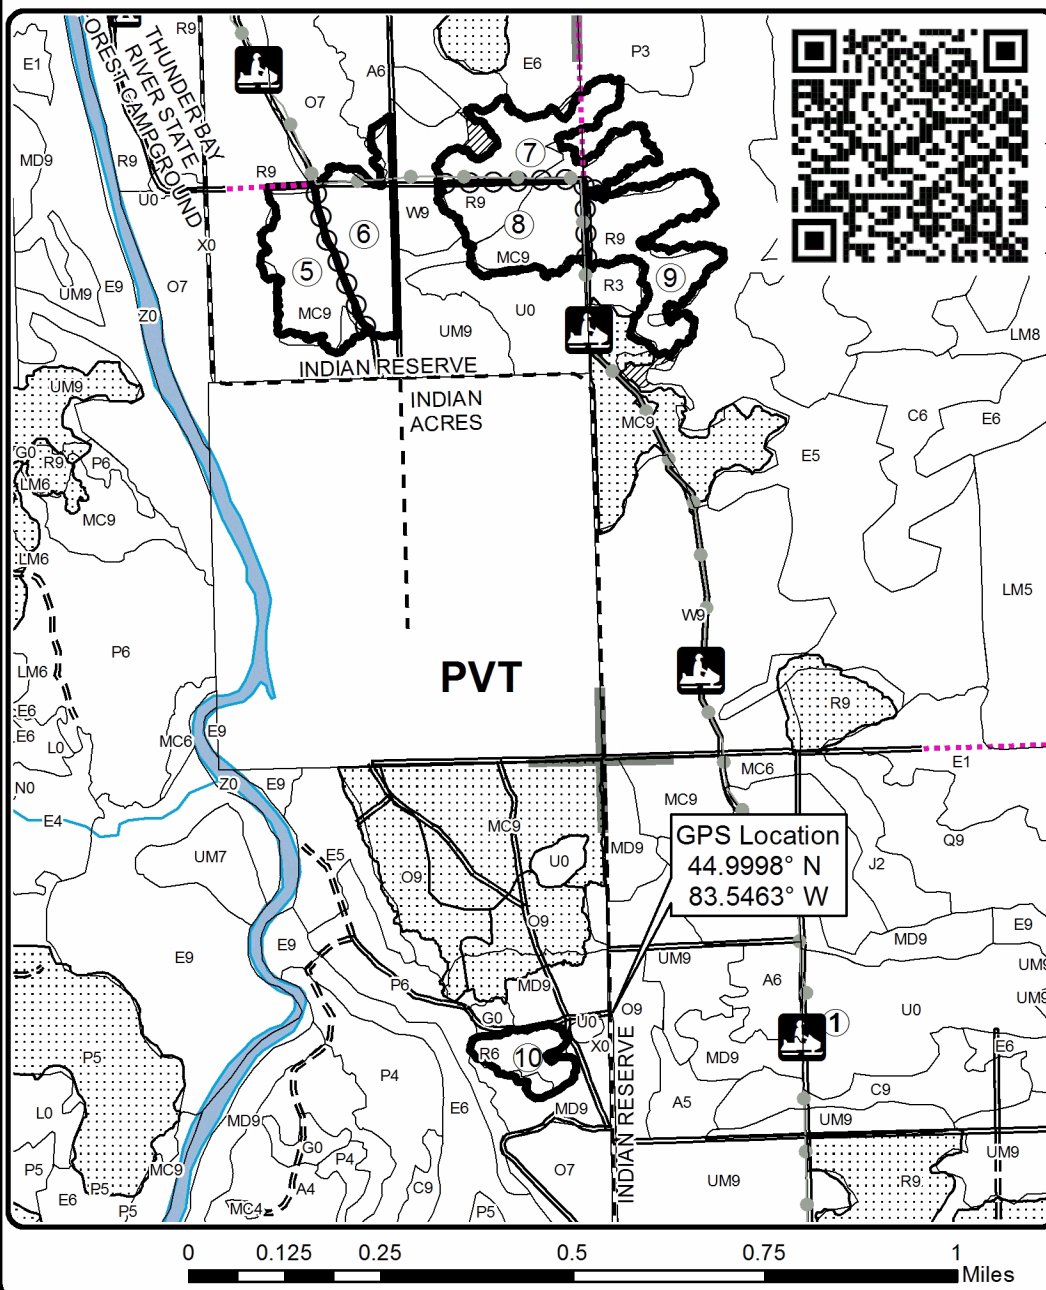 R9
THUNDER BAY
RIVER STATE
FOREST CAMPGROUND
E1
A6
E6
P3
O7
MD9
R9
7
R9
U0
R9
W9
8
6
X0
R9
MC9
5
9
R3
UM9
E9
O7
MC9
U0
Z0
UM9
LM8
INDIAN RESERVE
UM9
INDIAN
ACRES
C6
E6
MC9
G0
R9
P6
E5
LM6
MC9
LM6
LM5
W9
P6
PVT
LM6
R9
E6
E9
E6
MC6
L0
E1
MC6
Z0
E9
N0
MC9
E4
MC9
GPS Location
44.9998° N
83.5463° W
Q9
MD9
UM7
E5
U0
J2
O9
O9
E9
E9
MD9
E9
UM9
UM9
A6
P6
MD9
UM9
O9
U0
G0
U0
1
X0
E6
R6
10
MD9
P5
P4
C9
INDIAN RESERVE
A5
E6
MD9
L0
UM9
MD9
G0
UM9
P4
O7
MC9
P5
A4
C9
UM9
R9
P5
E6
P5
MC4
P5
0 0.125 0.25 0.5 0.75 1
Miles